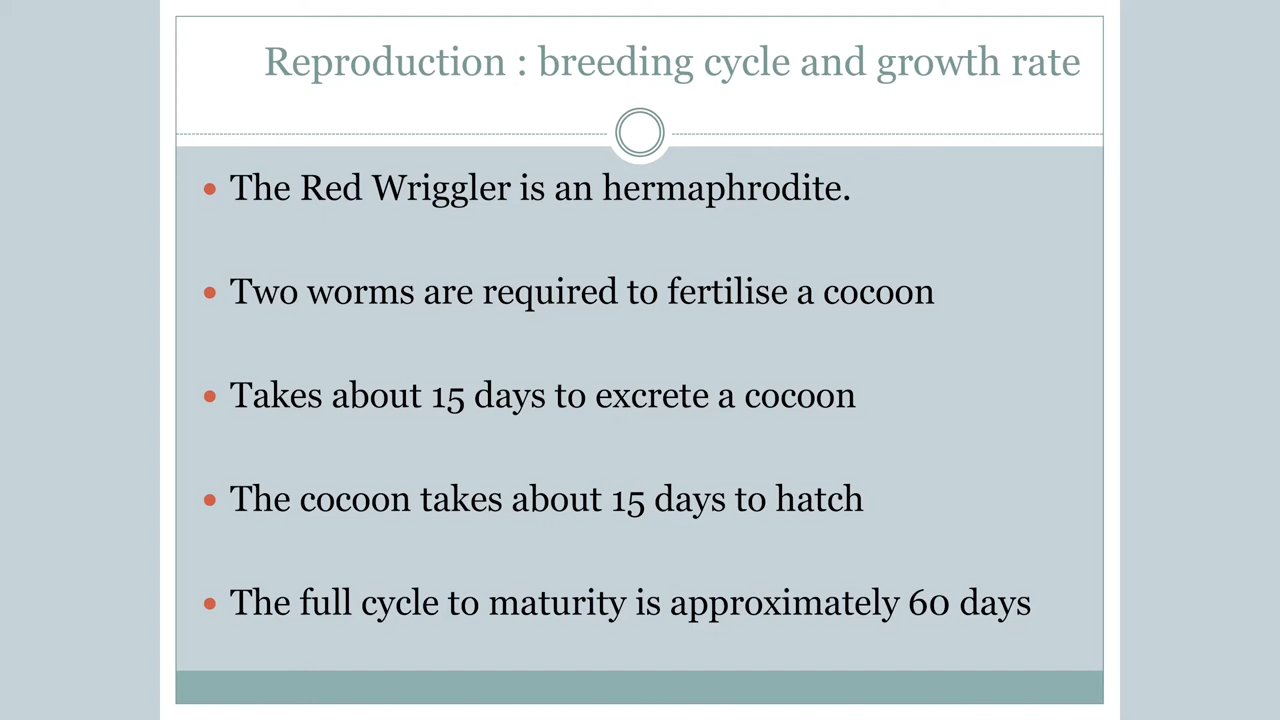 Reproduction : breeding cycle and growth rate
• The Red Wriggler is an hermaphrodite.
• Two worms are required to fertilise a cocoon
• Takes about 15 days to excrete a cocoon
• The cocoon takes about 15 days to hatch
• The full cycle to maturity is approximately 60 days